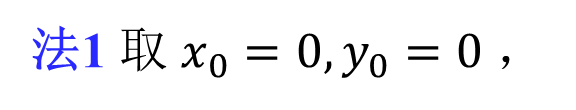 法1 取 x₀ = 0, y₀ = 0，